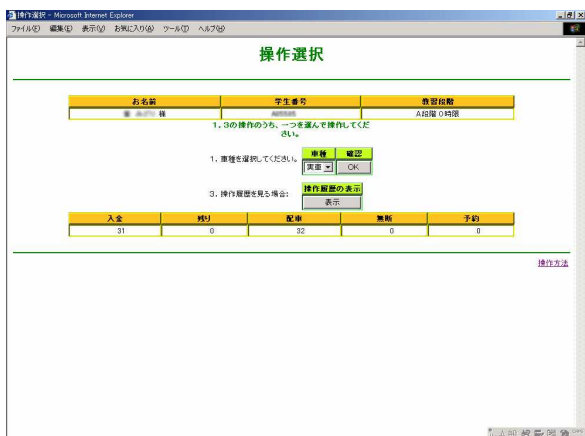 操作選択 - Microsoft Internet Explorer
ファイル(F) 編集(E) 表示(V) お気に入り(A) ツール(T) ヘルプ(H)
操作選択
お名前 学生番号 教習段階
様 A段階 0時限
1．3の操作のうち、一つを選んで操作してくだ
さい。
車種 確認
1．車種を選択してください。 実車 OK
操作履歴の表示
3．操作履歴を見る場合: 表示
入金 残り 配車 無断 予約
31 0 32 0 0
操作方法